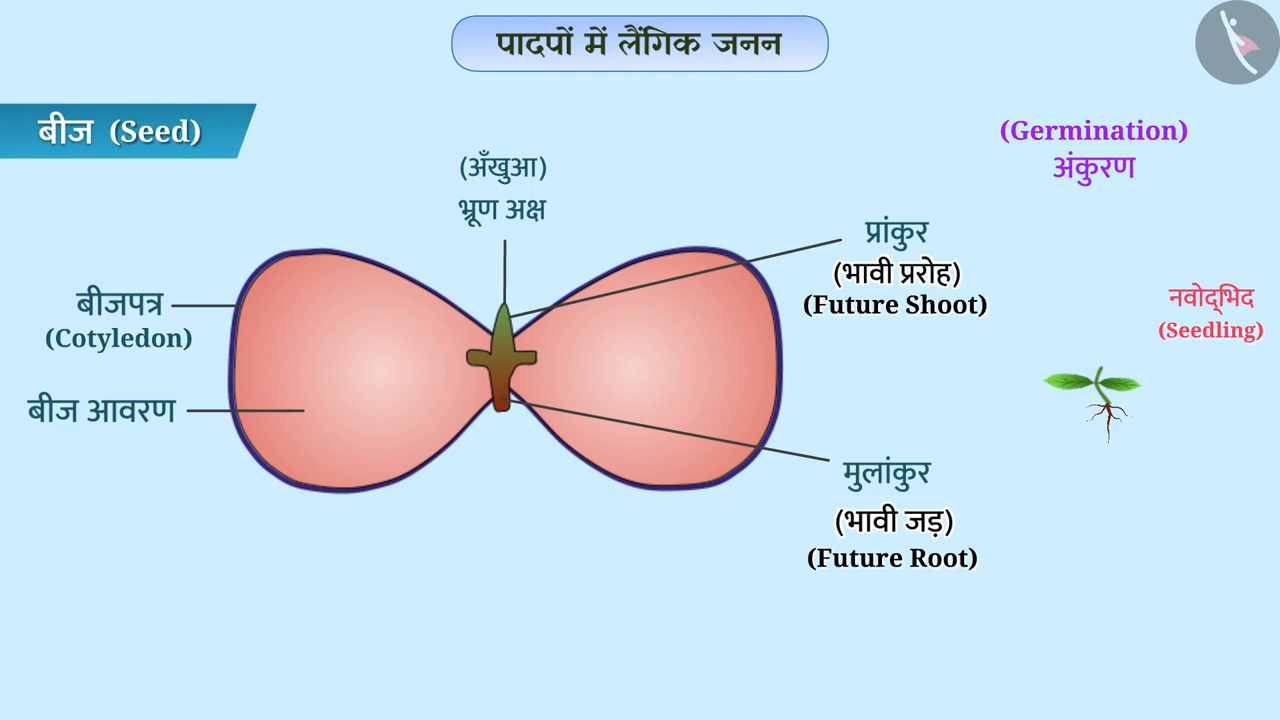 पादपों में लैंगिक जनन
बीज (Seed)
(Germination)
अंकुरण
(अँखुआ)
भ्रूण अक्ष
प्रांकुर
(भावी प्ररोह)
(Future Shoot)
बीजपत्र
(Cotyledon)
नवोद्‌भिद
(Seedling)
बीज आवरण
मुलांकुर
(भावी जड़)
(Future Root)